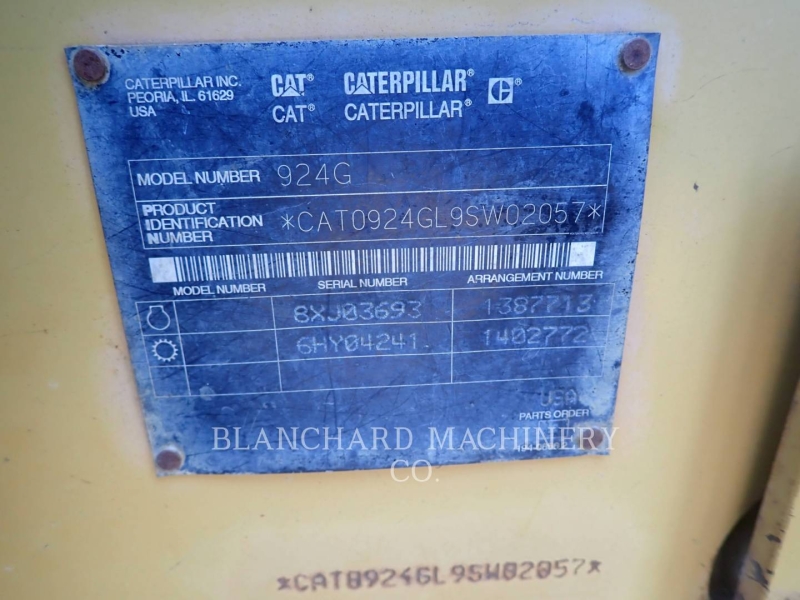 CATERPILLAR INC.
PEORIA, IL. 61629
USA
CAT® CATERPILLAR® ®
CAT® CATERPILLAR®
MODEL NUMBER 924G
PRODUCT
IDENTIFICATION
NUMBER
*CAT0924GL9SW02057*
MODEL NUMBER SERIAL NUMBER ARRANGEMENT NUMBER
8XJ03693 1387713
6HY04241 1402772
USA
PARTS ORDER
BLANCHARD MACHINERY
CO.
*CAT0924GL9SW02057*